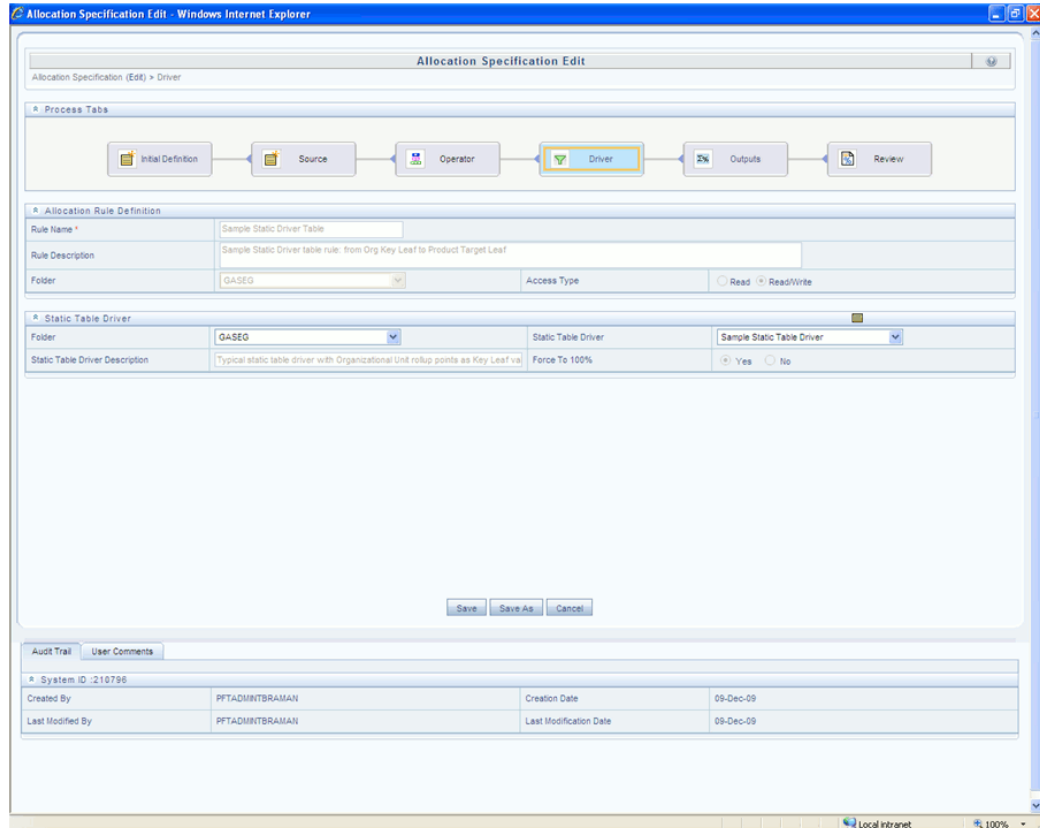 Allocation Specification Edit - Windows Internet Explorer
Allocation Specification Edit
Allocation Specification (Edit) > Driver
Process Tabs
Initial Definition
Source
Operator
Driver
Outputs
Review
Allocation Rule Definition
Rule Name * Sample Static Driver Table
Rule Description Sample Static Driver table rule: from Org Key Leaf to Product Target Leaf
Folder GASEG Access Type Read Read/Write
Static Table Driver
Folder GASEG Static Table Driver Sample Static Table Driver
Static Table Driver Description Typical static table driver with Organizational Unit rollup points as Key Leaf va Force To 100% Yes No
Save Save As Cancel
Audit Trail User Comments
System ID :210796
Created By PFTADMINTBRAMAN Creation Date 09-Dec-09
Last Modified By PFTADMINTBRAMAN Last Modification Date 09-Dec-09
Local intranet 100%